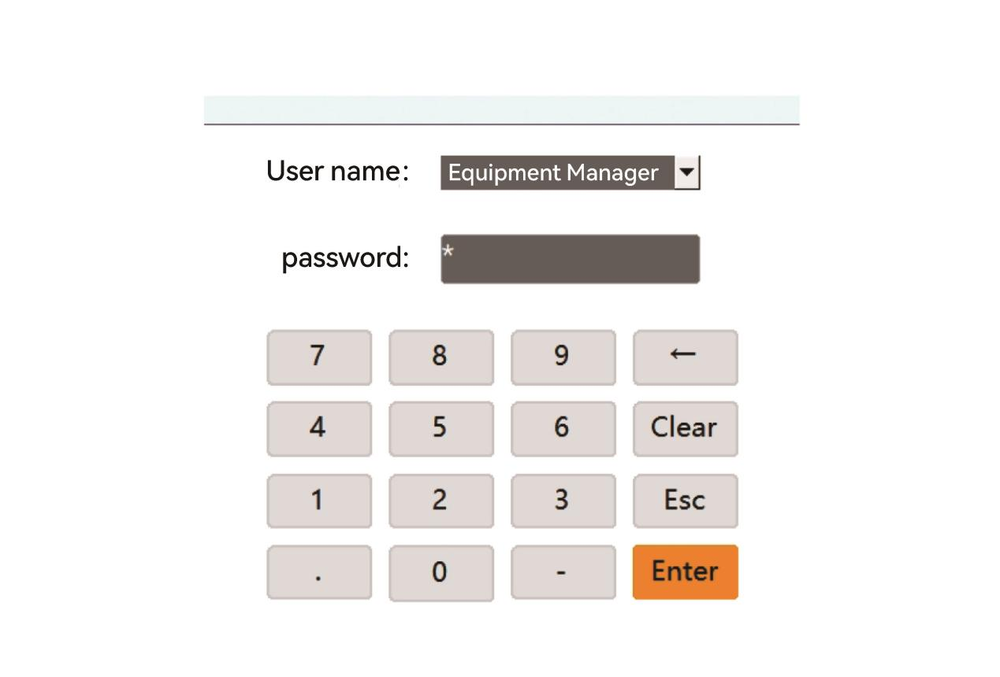 User name: Equipment Manager
password: *
7 8 9 ←
4 5 6 Clear
1 2 3 Esc
. 0 - Enter